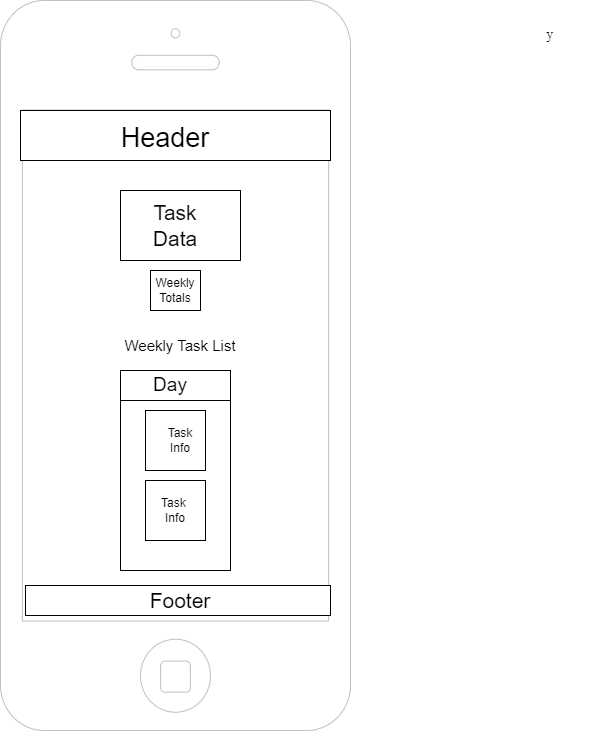 y
Header
Task
Data
Weekly
Totals
Weekly Task List
Day
Task
Info
Task
Info
Footer